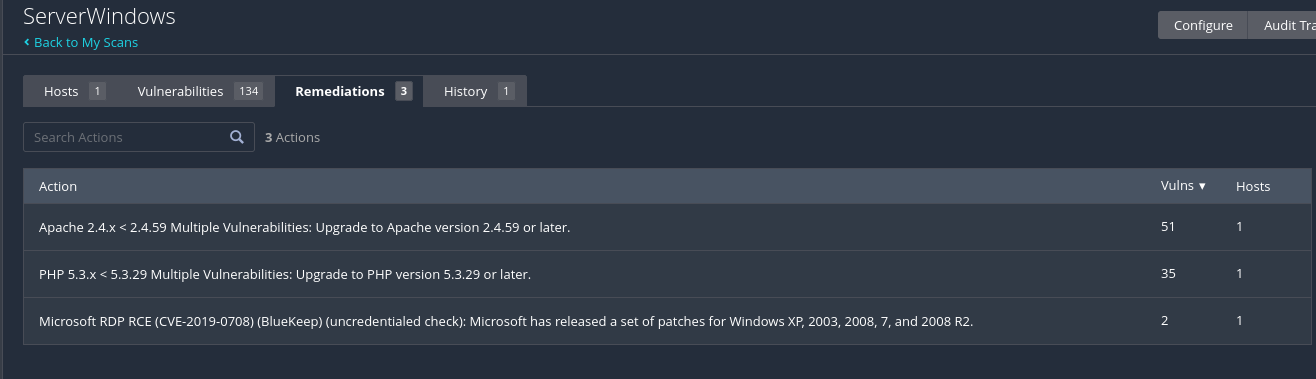 ServerWindows
‹ Back to My Scans
Configure Audit Tra
Hosts 1 Vulnerabilities 134 Remediations 3 History 1
Search Actions 3 Actions
Action Vulns ▼ Hosts
Apache 2.4.x < 2.4.59 Multiple Vulnerabilities: Upgrade to Apache version 2.4.59 or later. 51 1
PHP 5.3.x < 5.3.29 Multiple Vulnerabilities: Upgrade to PHP version 5.3.29 or later. 35 1
Microsoft RDP RCE (CVE-2019-0708) (BlueKeep) (uncredentialed check): Microsoft has released a set of patches for Windows XP, 2003, 2008, 7, and 2008 R2. 2 1